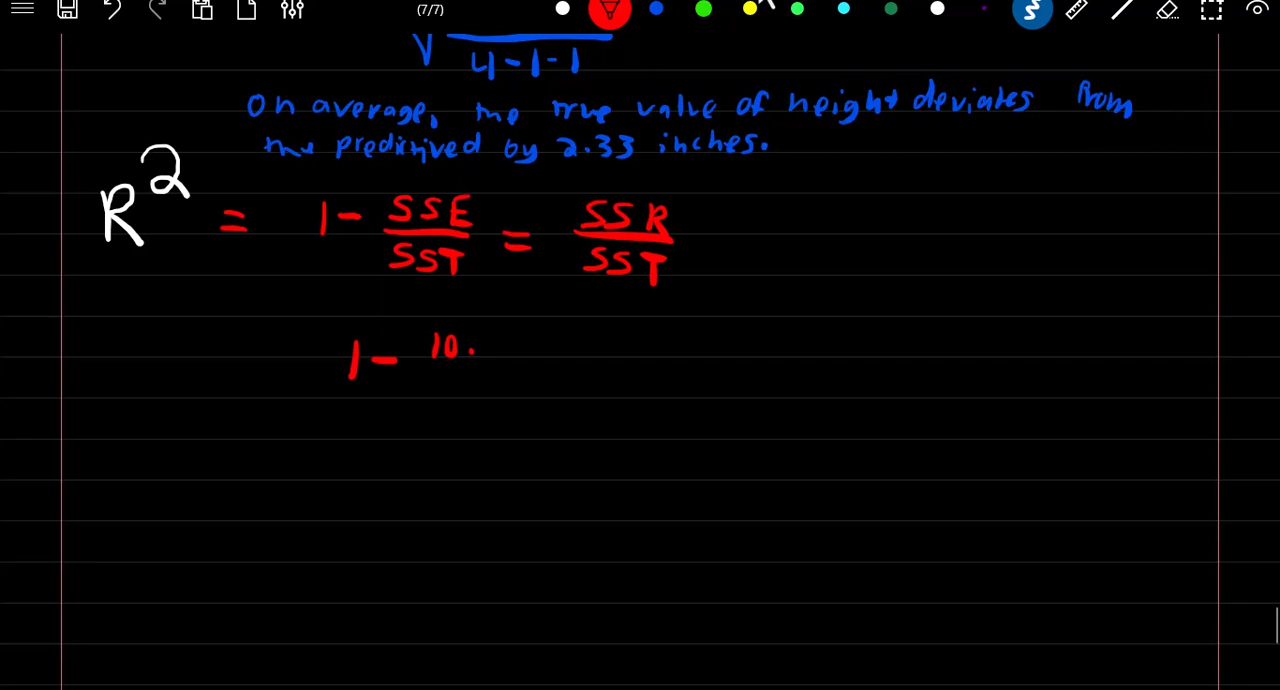 (7/7)
√ 4-1-1
On average, the true value of height deviates from
the predictived by 2.33 inches.
R² = 1 - SSE/SST = SSR/SST
1 - 10.